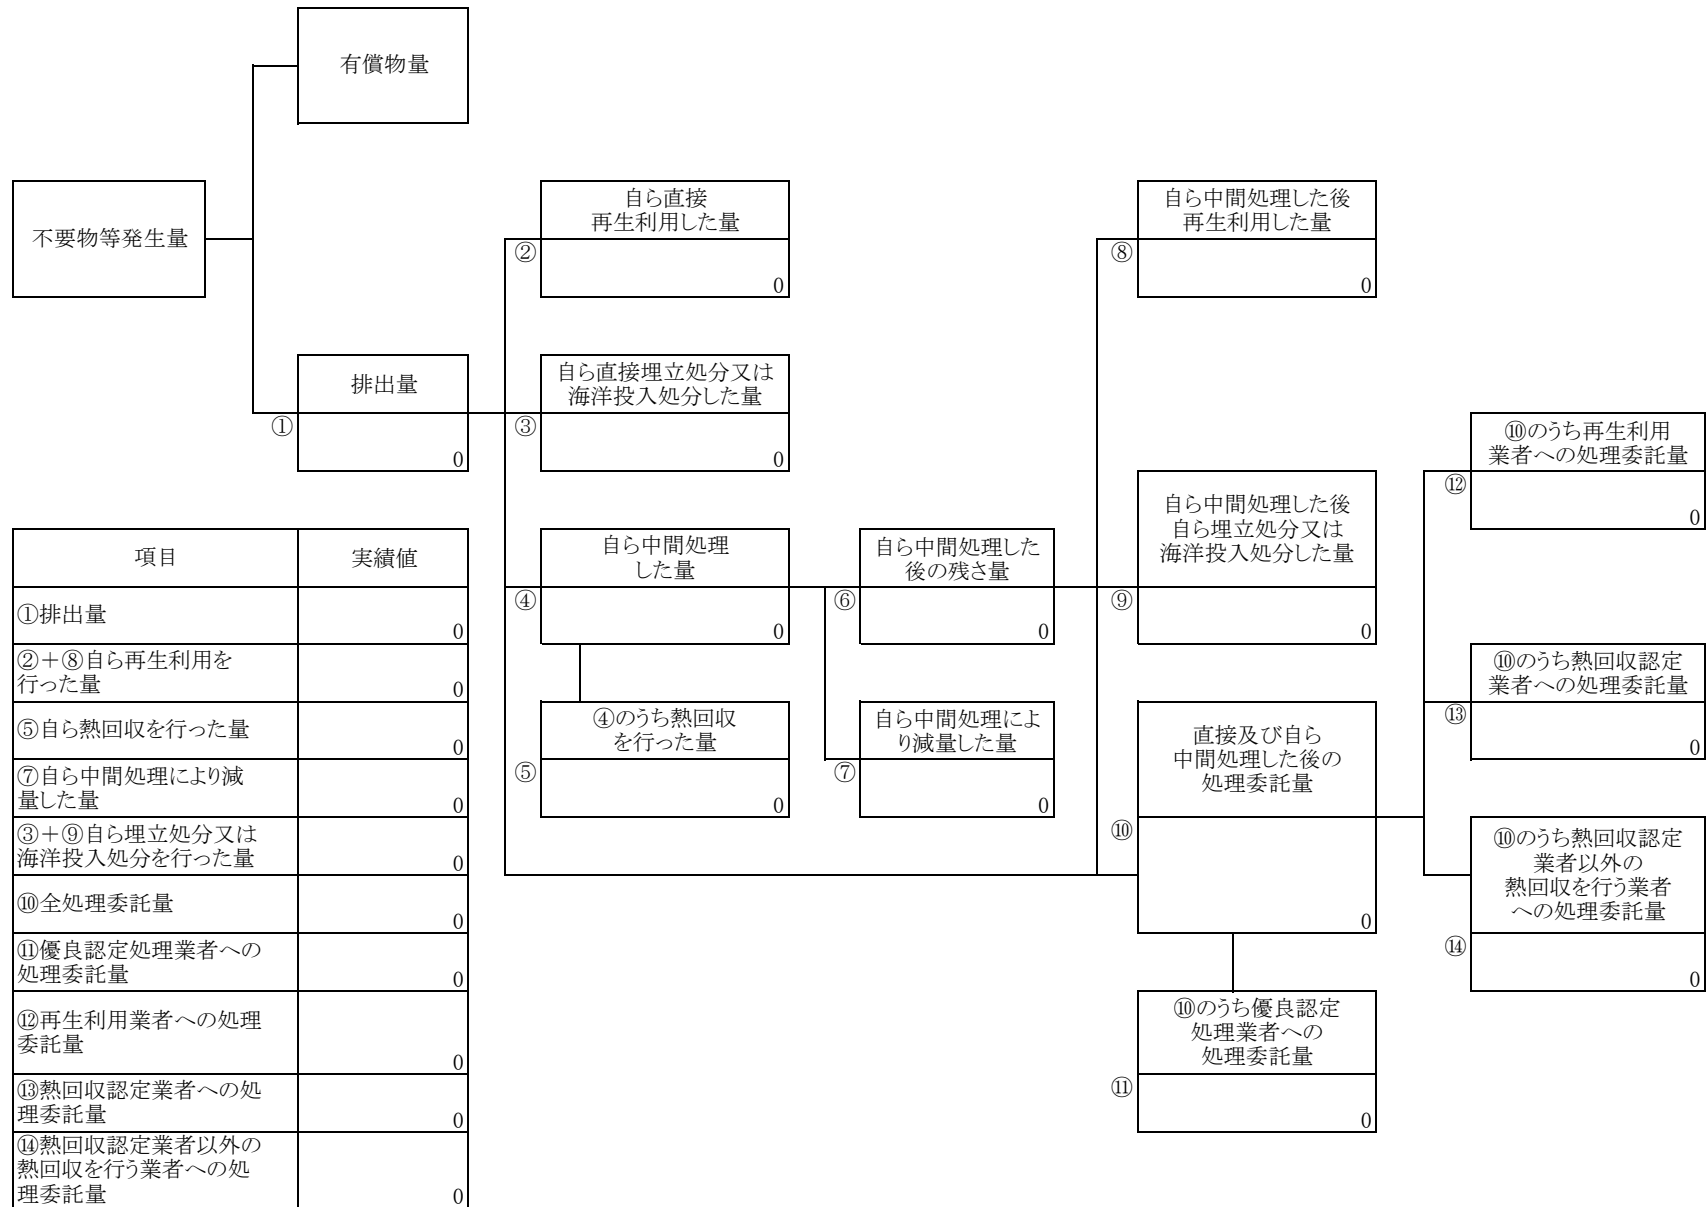 有償物量
不要物等発生量
排出量
①
0
自ら直接
再生利用した量
②
0
自ら直接埋立処分又は
海洋投入処分した量
③
0
自ら中間処理
した量
④
0
④のうち熱回収
を行った量
⑤
0
自ら中間処理した
後の残さ量
⑥
0
自ら中間処理によ
り減量した量
⑦
0
自ら中間処理した後
再生利用した量
⑧
0
自ら中間処理した後
自ら埋立処分又は
海洋投入処分した量
⑨
0
直接及び自ら
中間処理した後の
処理委託量
⑩
0
⑩のうち優良認定
処理業者への
処理委託量
⑪
0
⑩のうち再生利用
業者への処理委託量
⑫
0
⑩のうち熱回収認定
業者への処理委託量
⑬
0
⑩のうち熱回収認定
業者以外の
熱回収を行う業者
への処理委託量
⑭
0
項目 実績値
①排出量
0
②＋⑧自ら再生利用を
行った量 0
⑤自ら熱回収を行った量
0
⑦自ら中間処理により減
量した量 0
③＋⑨自ら埋立処分又は
海洋投入処分を行った量 0
⑩全処理委託量
0
⑪優良認定処理業者への
処理委託量 0
⑫再生利用業者への処理
委託量
0
⑬熱回収認定業者への処
理委託量 0
⑭熱回収認定業者以外の
熱回収を行う業者への処
理委託量 0